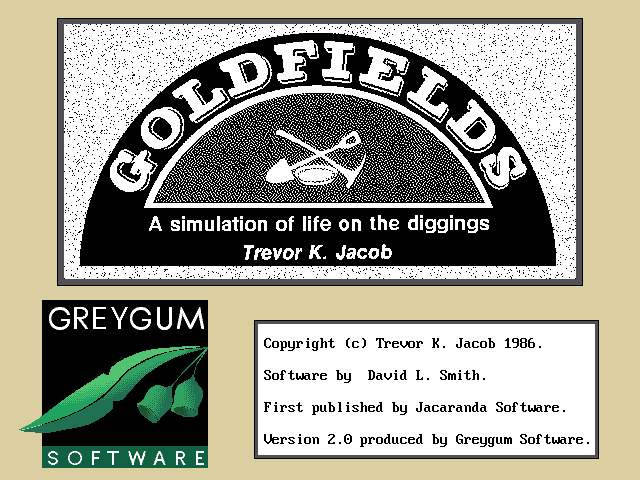 GOLDFIELDS
A simulation of life on the diggings
Trevor K. Jacob
GREYGUM
SOFTWARE
Copyright (c) Trevor K. Jacob 1986.
Software by  David L. Smith.
First published by Jacaranda Software.
Version 2.0 produced by Greygum Software.